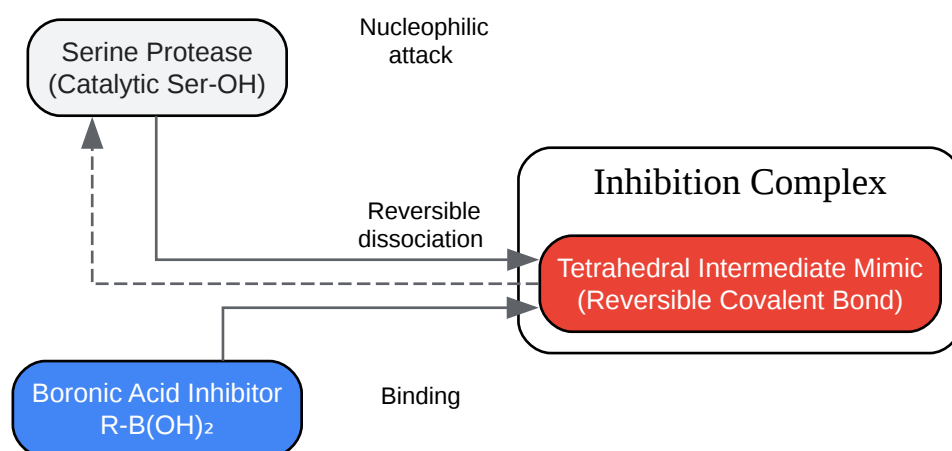 Nucleophilic
attack
Serine Protease
(Catalytic Ser-OH)
Inhibition Complex
Reversible
dissociation
Tetrahedral Intermediate Mimic
(Reversible Covalent Bond)
Boronic Acid Inhibitor
R-B(OH)₂
Binding